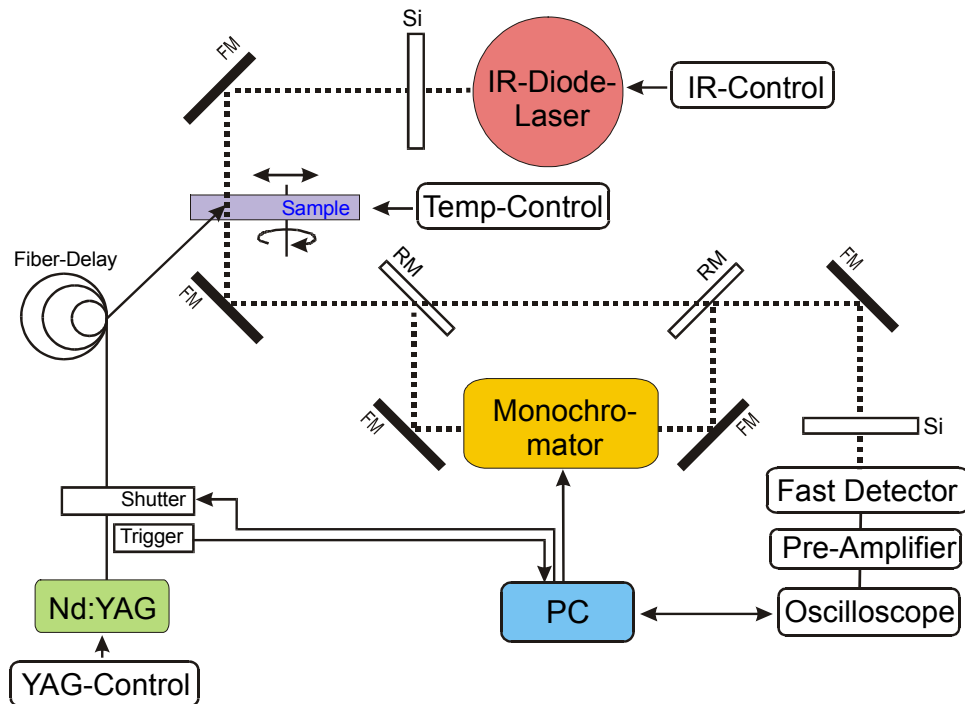 FM
Si
IR-Diode-
Laser
IR-Control
Sample
Temp-Control
Fiber-Delay
FM
RM
RM
FM
FM
Monochro-
mator
FM
Si
Shutter
Trigger
Fast Detector
Pre-Amplifier
Nd:YAG
PC
Oscilloscope
YAG-Control